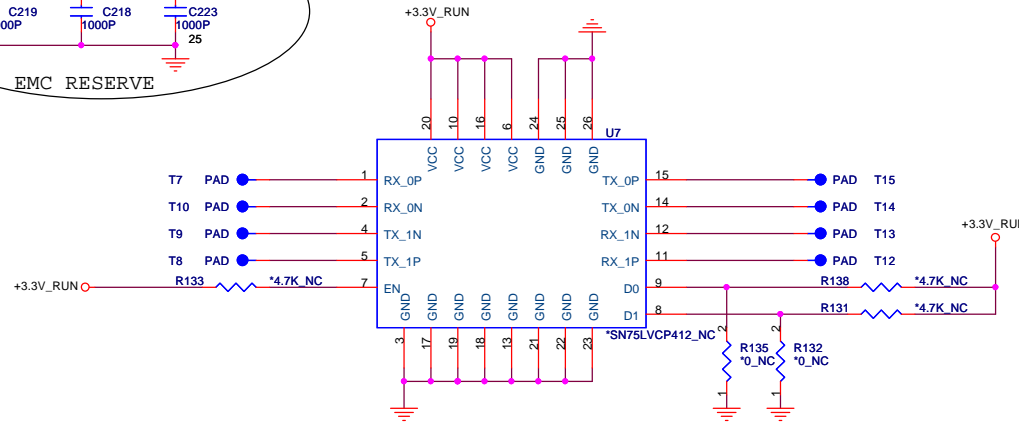 C219 C218 C223
00P 1000P 1000P
25
EMC RESERVE
+3.3V_RUN
20 10 16 6 24 25 26
U7
VCC VCC VCC VCC GND GND GND
T7 PAD 1 RX_0P TX_0P 15 PAD T15
T10 PAD 2 RX_0N TX_0N 14 PAD T14
T9 PAD 4 TX_1N RX_1N 12 PAD T13
T8 PAD 5 TX_1P RX_1P 11 PAD T12
+3.3V_RU
+3.3V_RUN R133 *4.7K_NC 7 EN D0 9 R138 *4.7K_NC
D1 8 R131 *4.7K_NC
GND GND GND GND GND GND GND GND
*SN75LVCP412_NC
3 17 19 18 13 21 22 23
2 R135 *0_NC 1
2 R132 *0_NC 1